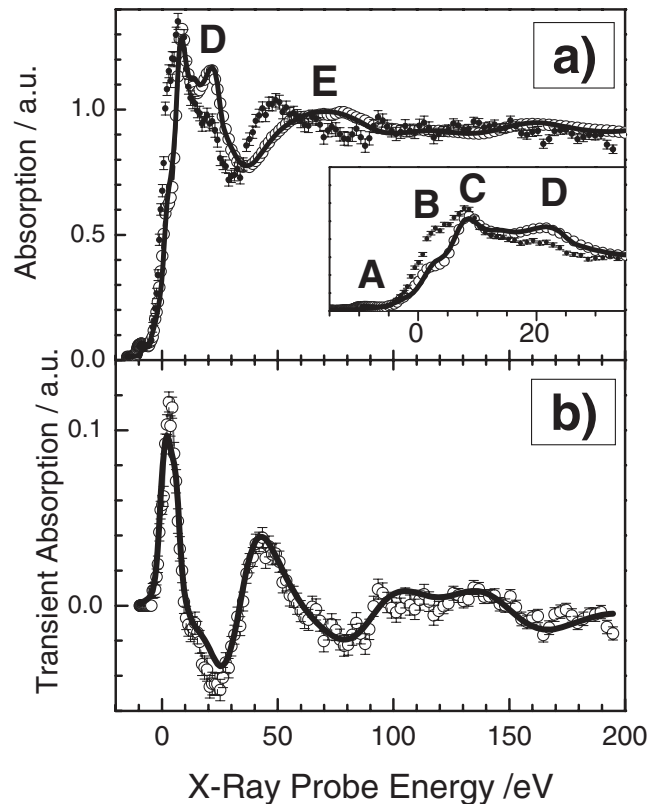 a)
D
E
1.0
0.5
0.0
Absorption / a.u.
A
B
C
D
0
20
b)
0.1
0.0
Transient Absorption / a.u.
0
50
100
150
200
X-Ray Probe Energy /eV